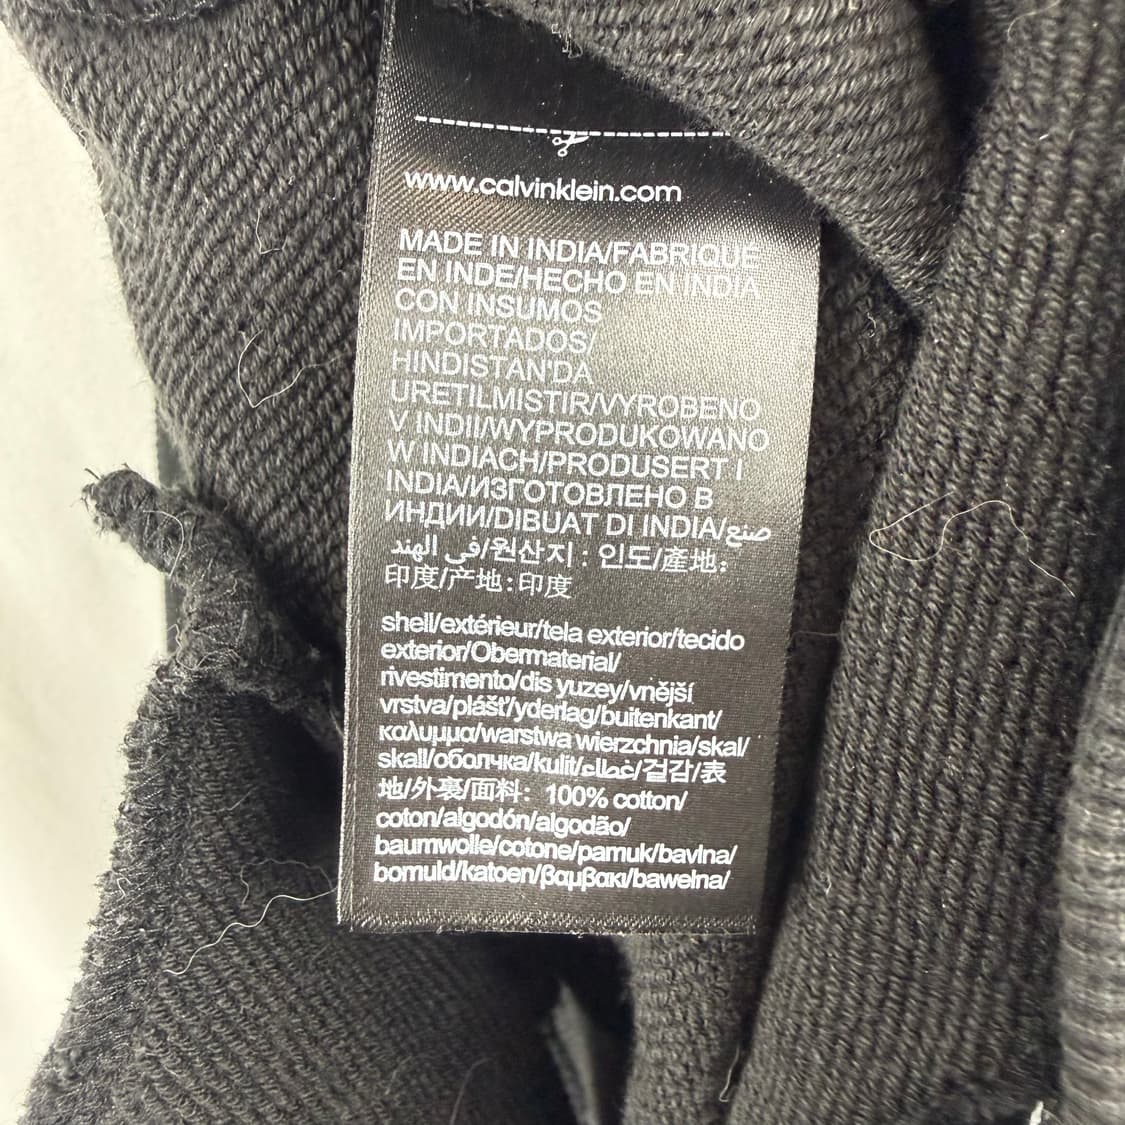 www.calvinklein.com
MADE IN INDIA/FABRIQUE
EN INDE/HECHO EN INDIA
CON INSUMOS
IMPORTADOS/
HINDISTAN'DA
URETILMISTIR/VYROBENO
V INDII/WYPRODUKOWANO
W INDIACH/PRODUSERT I
INDIA/ИЗГОТОВЛЕНО В
ИНДИИ/DIBUAT DI INDIA/صنع
في الهند/원산지 : 인도/產地:
印度/产地:印度
shell/extérieur/tela exterior/tecido
exterior/Obermaterial/
rivestimento/dis yuzey/vnější
vrstva/plášť/yderlag/buitenkant/
καλυμμα/warstwa wierzchnia/skal/
skall/оболчка/kulit/غطاء/겉감/表
地/外裏/面料: 100% cotton/
coton/algodón/algodão/
baumwolle/cotone/pamuk/bavlna/
bomuld/katoen/βαμβακι/bawełna/